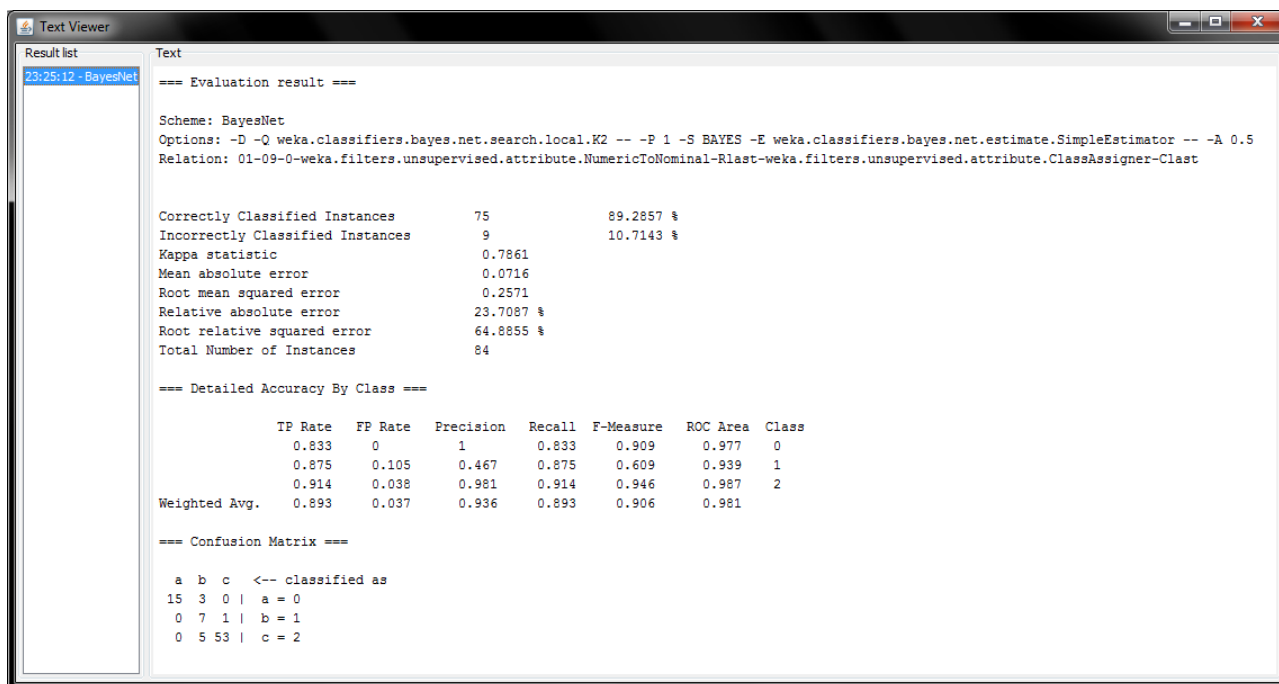 Text Viewer
Result list
Text
23:25:12 - BayesNet
=== Evaluation result ===
Scheme: BayesNet
Options: -D -Q weka.classifiers.bayes.net.search.local.K2 -- -P 1 -S BAYES -E weka.classifiers.bayes.net.estimate.SimpleEstimator -- -A 0.5
Relation: 01-09-0-weka.filters.unsupervised.attribute.NumericToNominal-Rlast-weka.filters.unsupervised.attribute.ClassAssigner-Clast
Correctly Classified Instances 75 89.2857 %
Incorrectly Classified Instances 9 10.7143 %
Kappa statistic 0.7861
Mean absolute error 0.0716
Root mean squared error 0.2571
Relative absolute error 23.7087 %
Root relative squared error 64.8855 %
Total Number of Instances 84
=== Detailed Accuracy By Class ===
TP Rate FP Rate Precision Recall F-Measure ROC Area Class
0.833 0 1 0.833 0.909 0.977 0
0.875 0.105 0.467 0.875 0.609 0.939 1
0.914 0.038 0.981 0.914 0.946 0.987 2
Weighted Avg. 0.893 0.037 0.936 0.893 0.906 0.981
=== Confusion Matrix ===
a b c <-- classified as
15 3 0 | a = 0
0 7 1 | b = 1
0 5 53 | c = 2